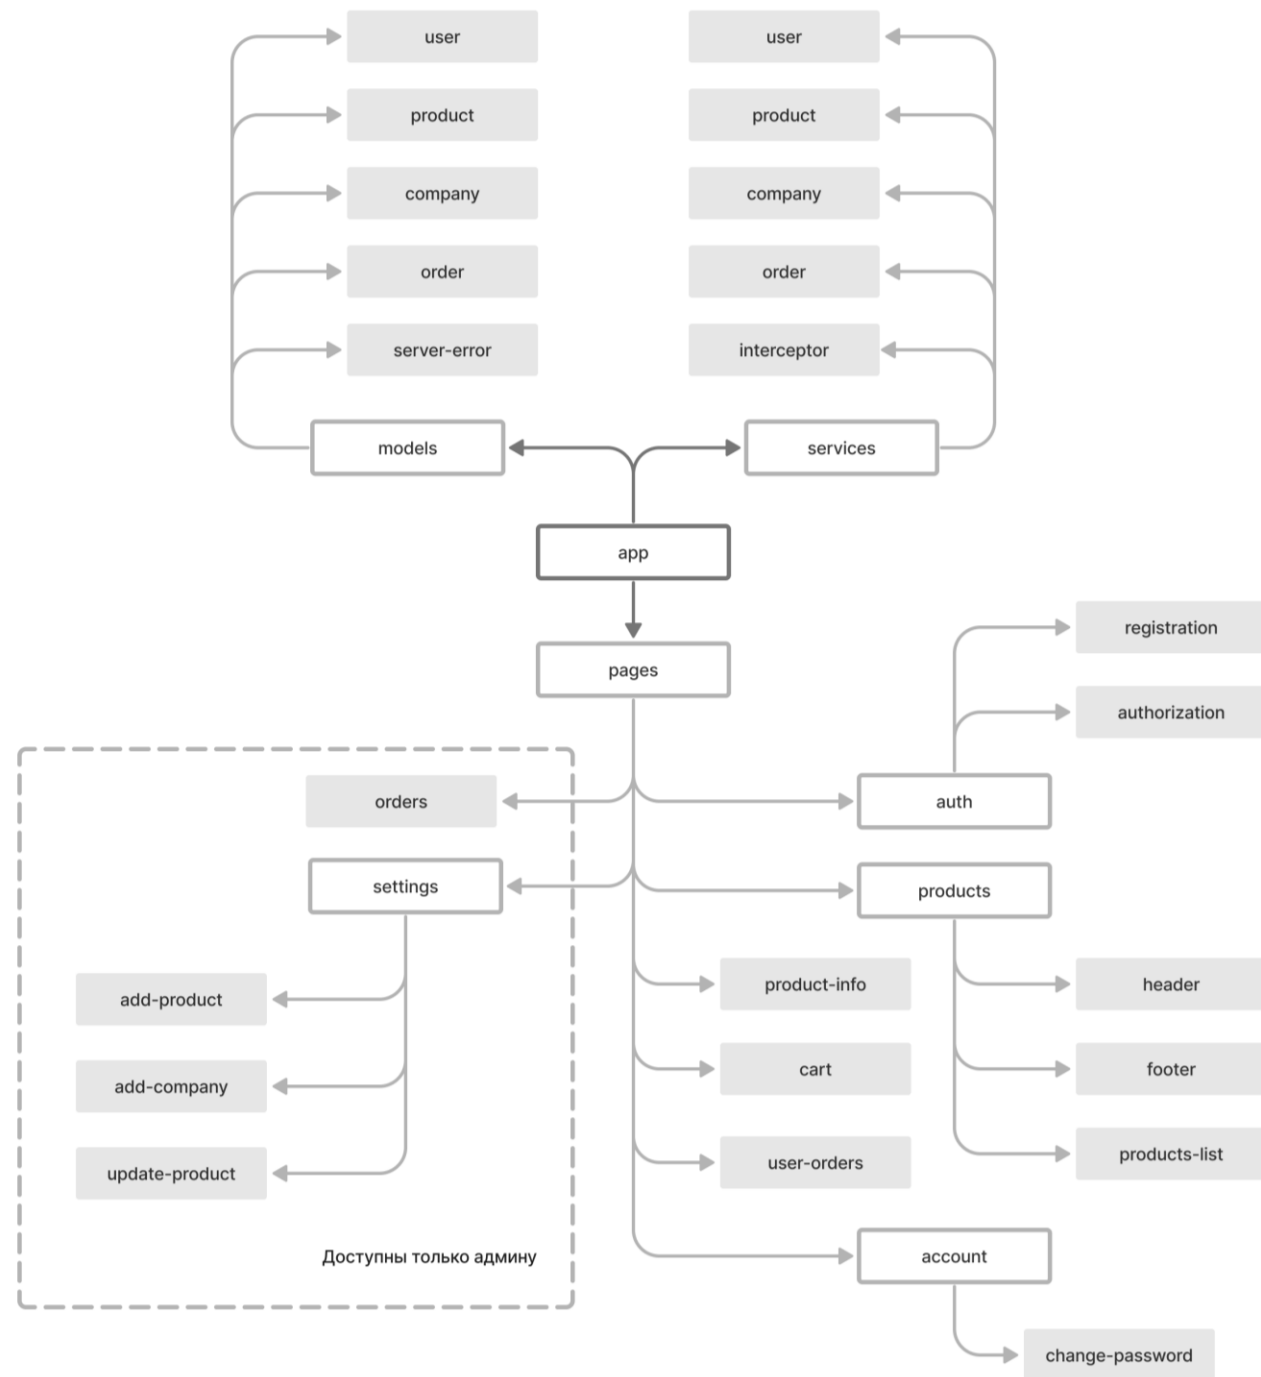 user
user
product
product
company
company
order
order
server-error
interceptor
models
services
app
pages
registration
authorization
orders
auth
settings
products
add-product
product-info
header
add-company
cart
footer
update-product
user-orders
products-list
Доступны только админу
account
change-password